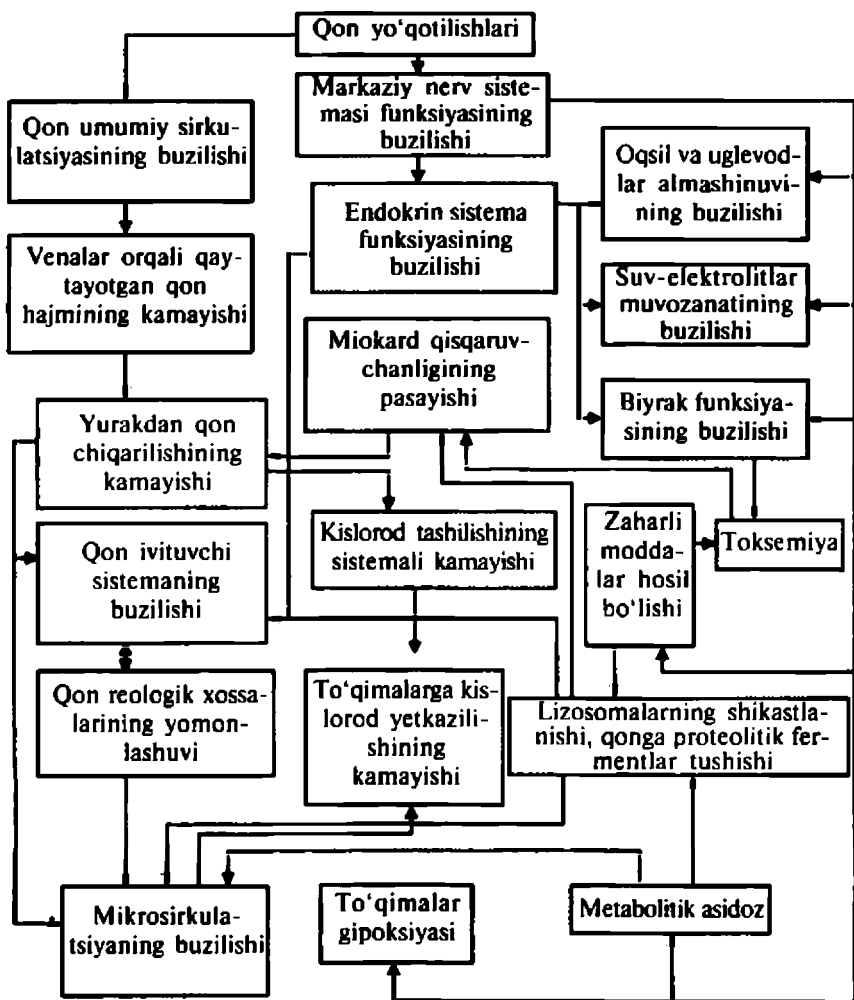 Qon yo‘qotilishlari
Markaziy nerv siste-
masi funksiyasining
buzilishi
Qon umumiy sirku-
latsiyasining buzilishi
Oqsil va uglevod-
lar almashinuvi-
ning buzilishi
Endokrin sistema
funksiyasining
buzilishi
Venalar orqali qay-
tayotgan qon
hajmining kamayishi
Suv-elektrolitlar
muvozanatining
buzilishi
Miokard qisqaruv-
chanligining
pasayishi
Biyrak funksiya-
sining buzilishi
Yurakdan qon
chiqarilishining
kamayishi
Qon ivituvchi
sistemaning
buzilishi
Kislorod tashilishining
sistemali kamayishi
Zaharli
modda-
lar hosil
bo‘lishi
Toksemiya
Qon reologik xossa-
larining yomon-
lashuvi
To‘qimalarga kis-
lorod yetkazili-
shining
kamayishi
Lizosomalarning shikastla-
nishi, qonga proteolitik fer-
mentlar tushishi
Mikrosirkula-
tsiyaning buzilishi
To‘qimalar
gipoksiyasi
Metabolitik asidoz